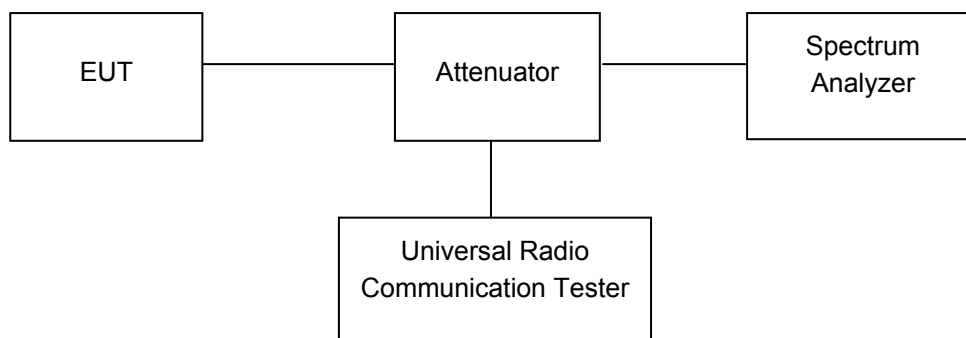 EUT
Attenuator
Spectrum
Analyzer
Universal Radio
Communication Tester